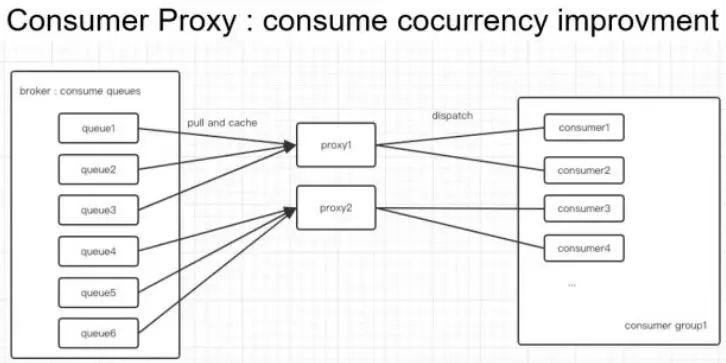 Consumer Proxy : consume cocurrency improvment
broker : consume queues
queue1
queue2
queue3
queue4
queue5
queue6
pull and cache
proxy1
proxy2
dispatch
consumer1
consumer2
consumer3
consumer4
...
consumer group1